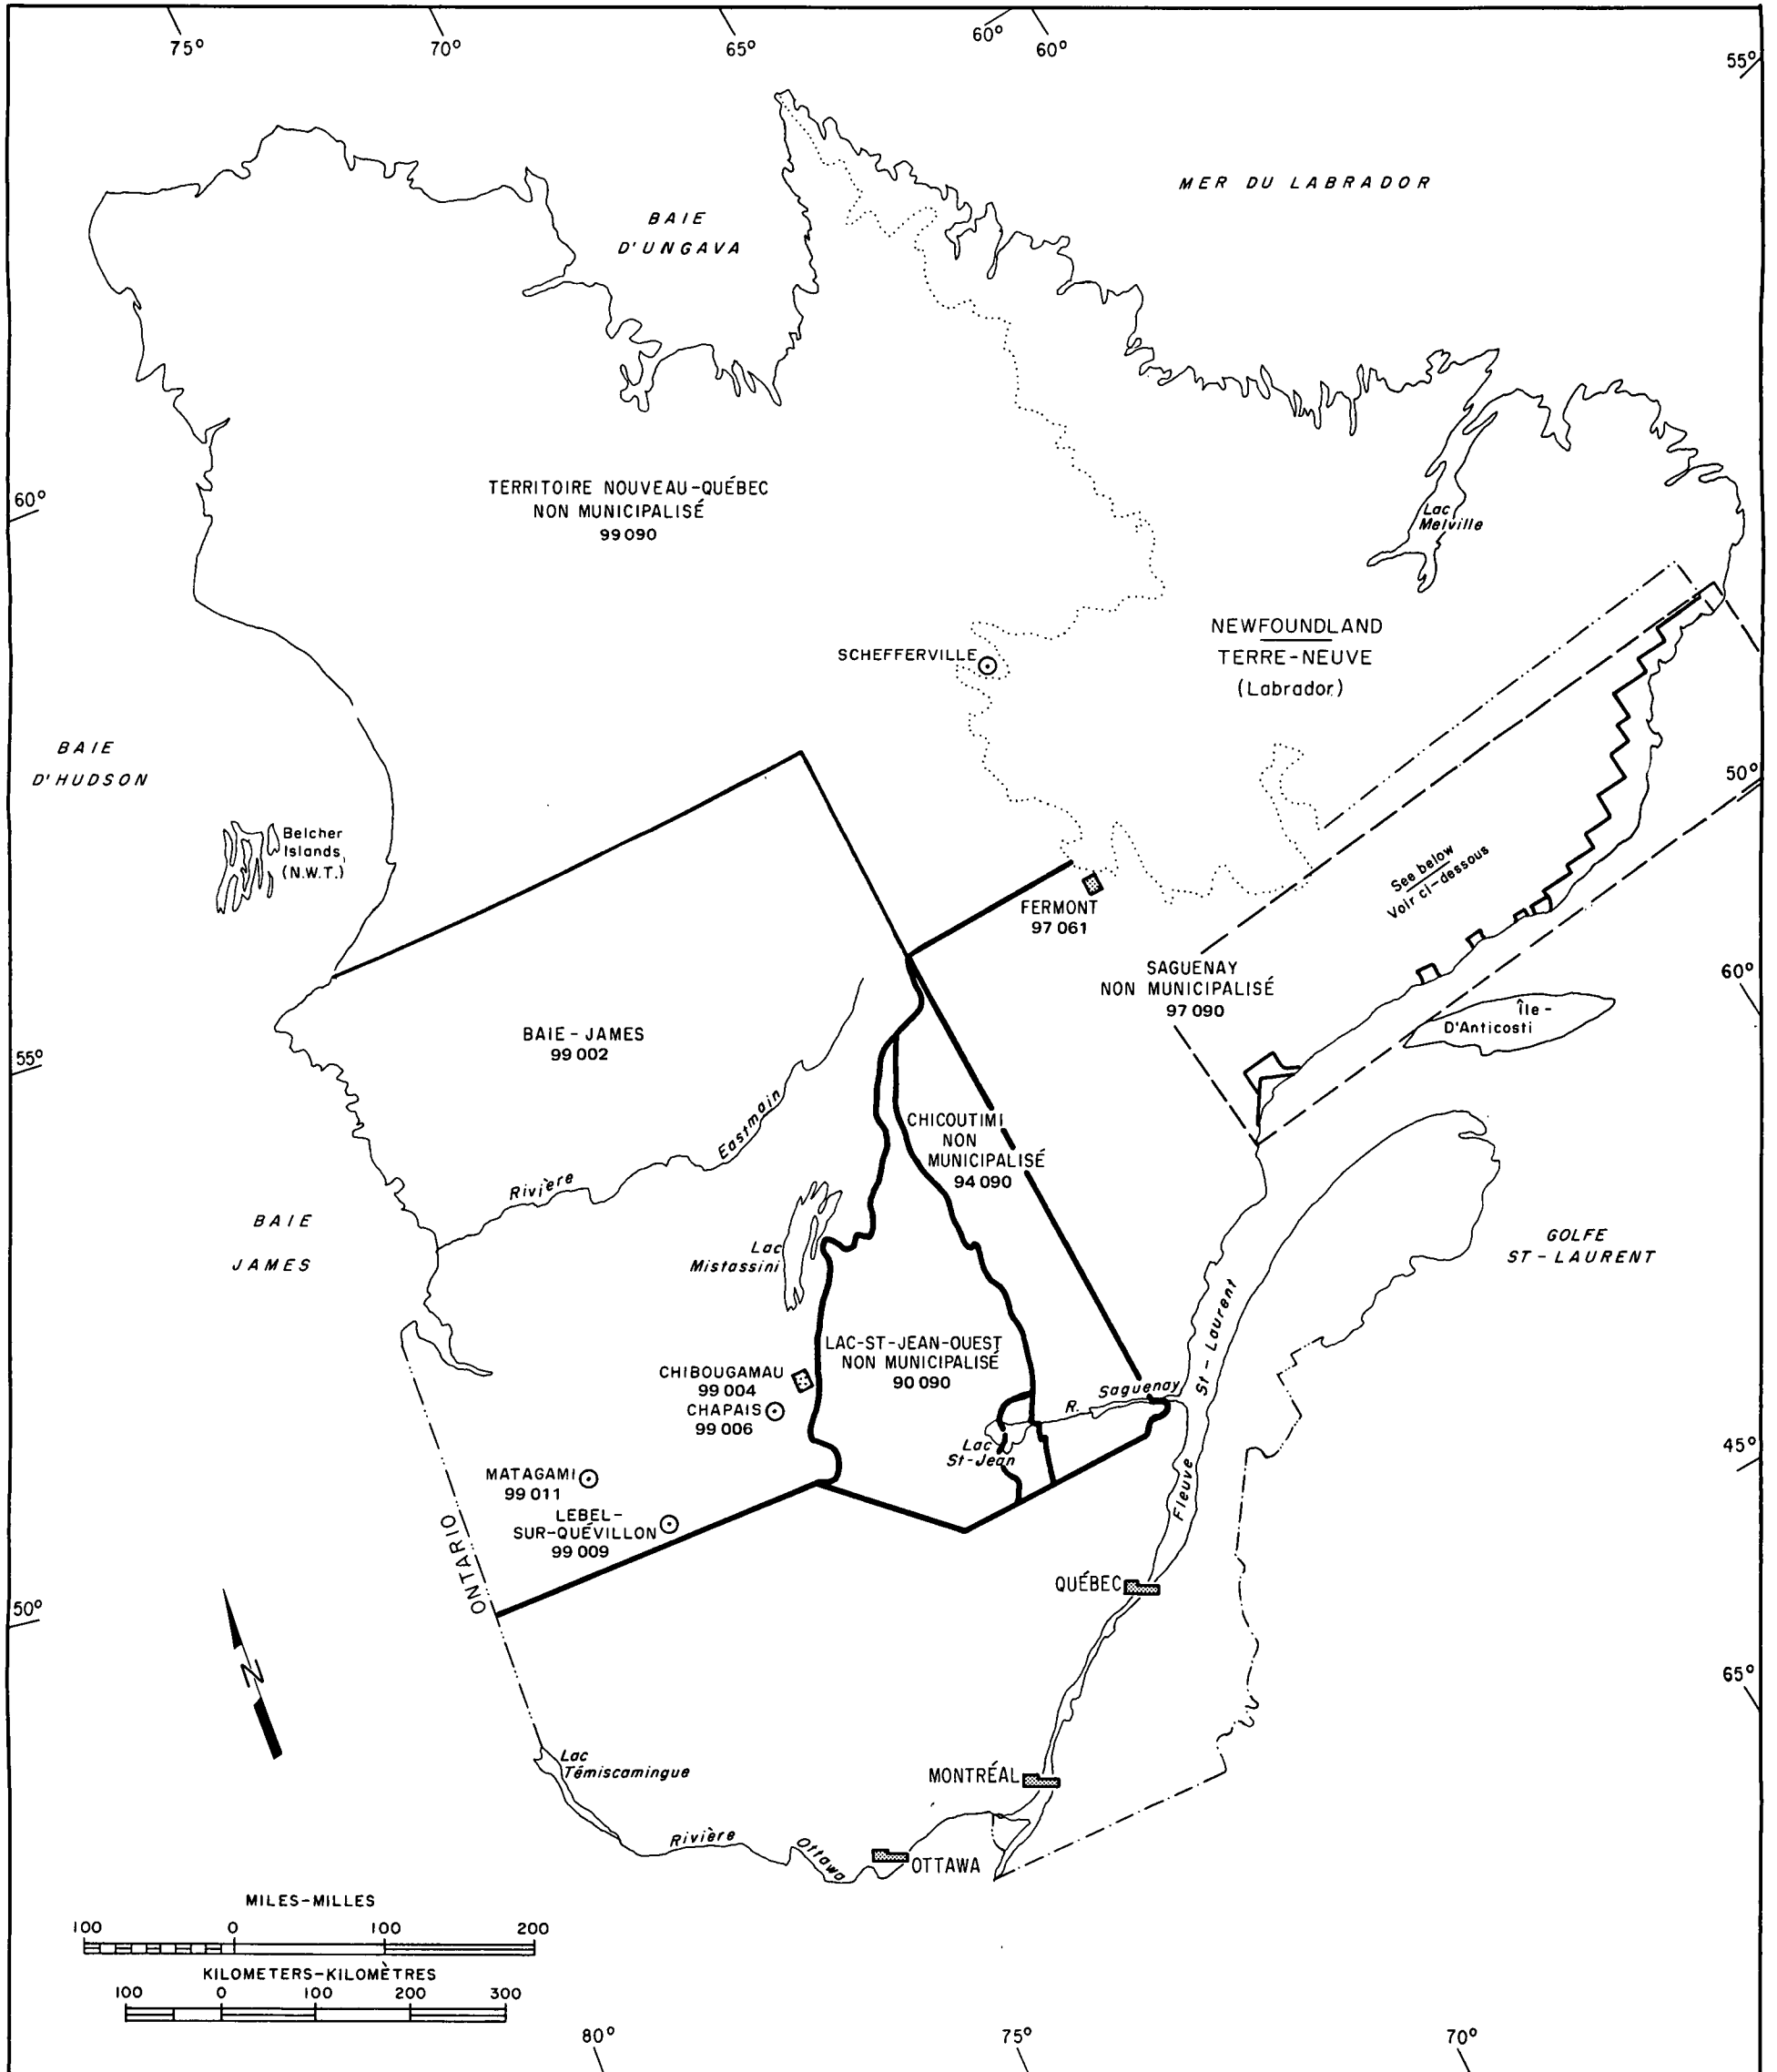 75°
70°
65°
60°
60°
55°
MER DU LABRADOR
BAIE
D'UNGAVA
60°
TERRITOIRE NOUVEAU-QUÉBEC
NON MUNICIPALISÉ
99 090
Lac
Melville
SCHEFFERVILLE
NEWFOUNDLAND
TERRE-NEUVE
(Labrador)
BAIE
D'HUDSON
50°
Belcher
Islands
(N.W.T.)
See below
Voir ci-dessous
FERMONT
97 061
SAGUENAY
NON MUNICIPALISÉ
97 090
60°
Île-
D'Anticosti
BAIE-JAMES
99 002
55°
Rivière Eastmain
CHICOUTIMI
NON
MUNICIPALISÉ
94 090
BAIE
JAMES
Lac
Mistassini
GOLFE
ST-LAURENT
LAC-ST-JEAN-OUEST
NON MUNICIPALISÉ
90 090
CHIBOUGAMAU
99 004
CHAPAIS
99 006
R. Saguenay
Lac
St-Jean
Fleuve St-Laurent
45°
MATAGAMI
99 011
LEBEL-
SUR-QUÉVILLON
99 009
ONTARIO
QUÉBEC
50°
N
65°
Lac
Témiscamingue
MONTRÉAL
Rivière Ottawa
OTTAWA
MILES-MILLES
100 0 100 200
KILOMETERS-KILOMÈTRES
100 0 100 200 300
80°
75°
70°